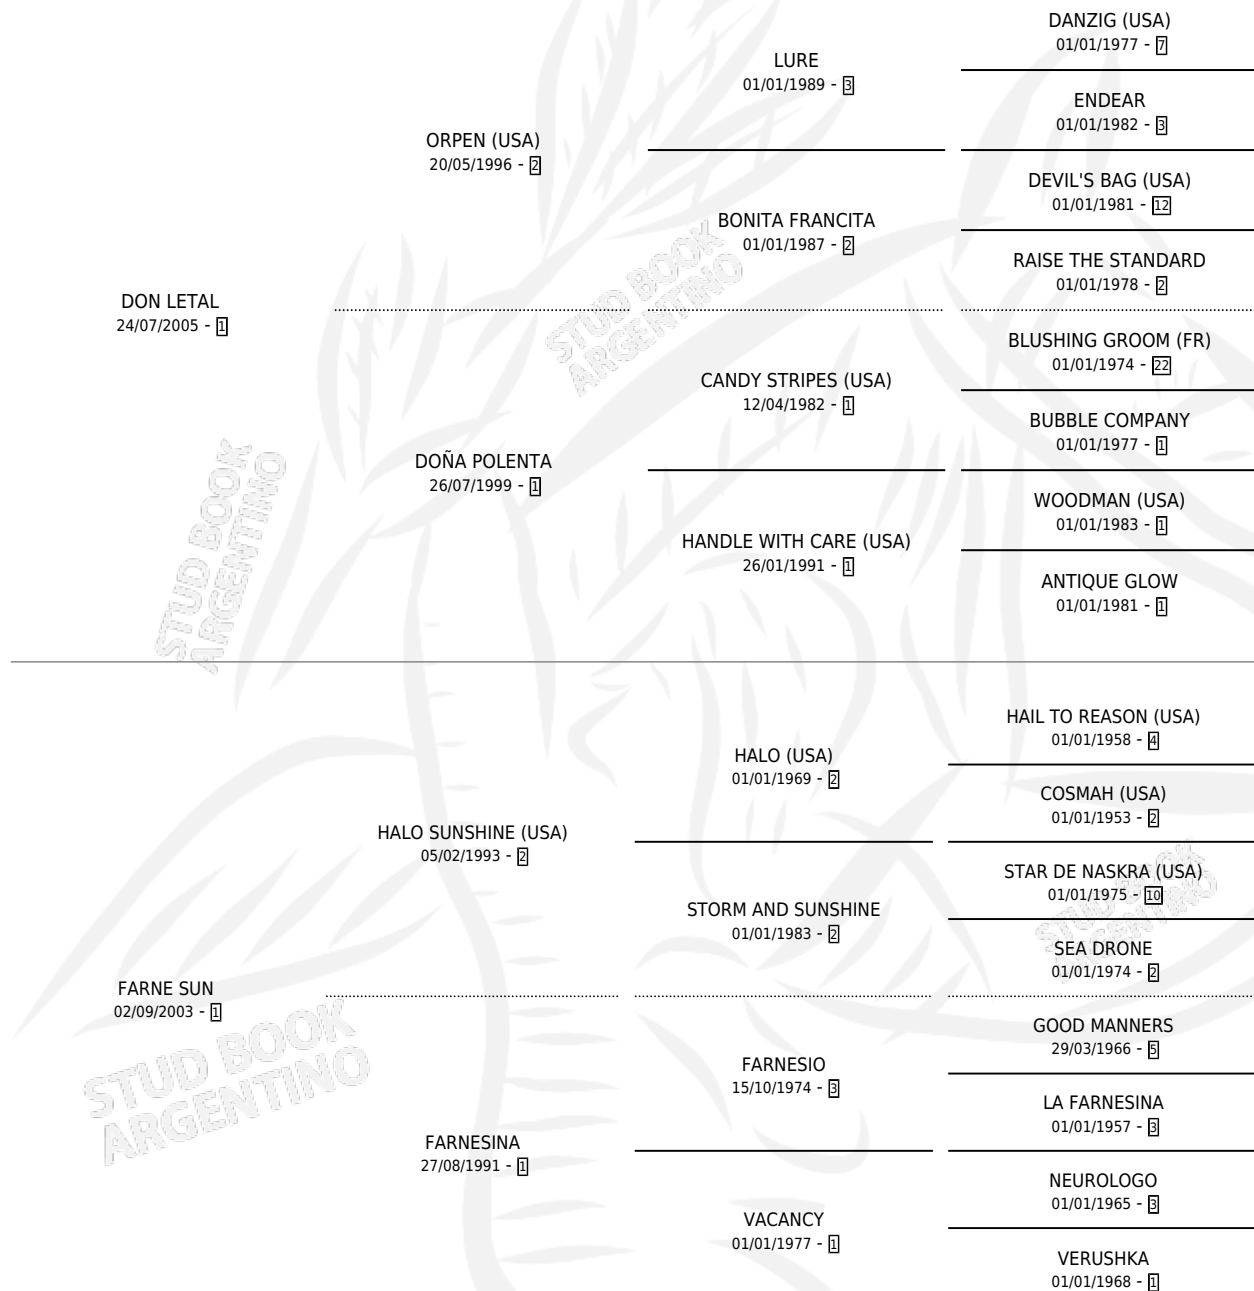 DANZIG (USA)
01/01/1977 - 7
LURE
01/01/1989 - 3
ENDEAR
01/01/1982 - 3
ORPEN (USA)
20/05/1996 - 2
DEVIL'S BAG (USA)
01/01/1981 - 12
BONITA FRANCITA
01/01/1987 - 2
RAISE THE STANDARD
01/01/1978 - 2
DON LETAL
24/07/2005 - 1
BLUSHING GROOM (FR)
01/01/1974 - 22
CANDY STRIPES (USA)
12/04/1982 - 1
BUBBLE COMPANY
01/01/1977 - 1
DOÑA POLENTA
26/07/1999 - 1
WOODMAN (USA)
01/01/1983 - 1
HANDLE WITH CARE (USA)
26/01/1991 - 1
ANTIQUE GLOW
01/01/1981 - 1
HAIL TO REASON (USA)
01/01/1958 - 4
HALO (USA)
01/01/1969 - 2
COSMAH (USA)
01/01/1953 - 2
HALO SUNSHINE (USA)
05/02/1993 - 2
STAR DE NASKRA (USA)
01/01/1975 - 10
STORM AND SUNSHINE
01/01/1983 - 2
SEA DRONE
01/01/1974 - 2
FARNE SUN
02/09/2003 - 1
GOOD MANNERS
29/03/1966 - 5
FARNESIO
15/10/1974 - 3
LA FARNESINA
01/01/1957 - 3
FARNESINA
27/08/1991 - 1
NEUROLOGO
01/01/1965 - 3
VACANCY
01/01/1977 - 1
VERUSHKA
01/01/1968 - 1
STUD BOOK
ARGENTINO
STUD BOOK
ARGENTINO
STUD BOOK
ARGENTINO
STUD BOOK
ARGENTINO